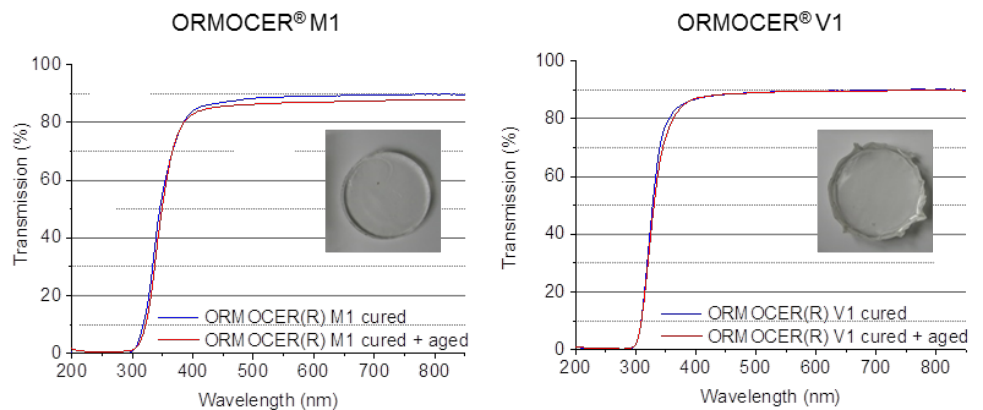 ORMOCER® M1
100
80
60
40
20
0
Transmission (%)
ORMOCER(R) M1 cured
ORMOCER(R) M1 cured + aged
200 300 400 500 600 700 800
Wavelength (nm)
ORMOCER® V1
100
80
60
40
20
0
Transmission (%)
ORMOCER(R) V1 cured
ORMOCER(R) V1 cured + aged
200 300 400 500 600 700 800
Wavelength (nm)